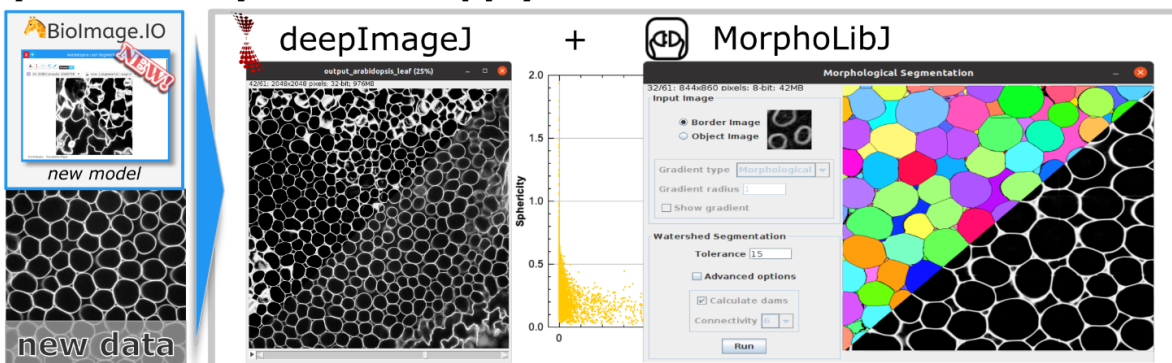 BioImage.IO
NEW!
new model
new data
deepImageJ + MorphoLibJ
output_arabidopsis_leaf (25%)
42/61; 2048x2048 pixels; 32-bit; 976MB
2.0
1.5
1.0
0.5
0.0
Sphericity
0
Morphological Segmentation
32/61; 844x860 pixels; 8-bit; 42MB
Input Image
Border Image
Object Image
Gradient type Morphological
Gradient radius 1
Show gradient
Watershed Segmentation
Tolerance 15
Advanced options
Calculate dams
Connectivity 6
Run